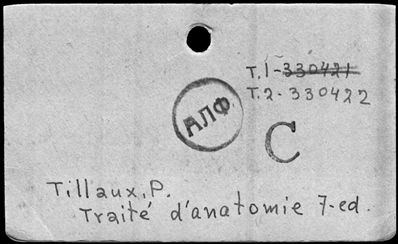 T.1-330421
T.2-330422
АЛФ
C
Tillaux, P.
Traité d'anatomie 7-ed.